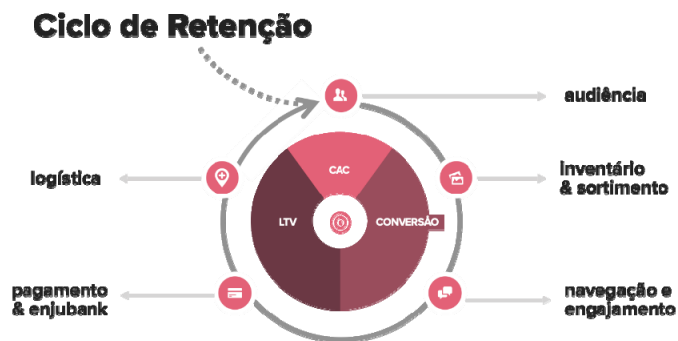 Ciclo de Retenção
audiência
logística
CAC
inventário
& sortimento
LTV
CONVERSÃO
pagamento
& enjubank
navegação e
engajamento